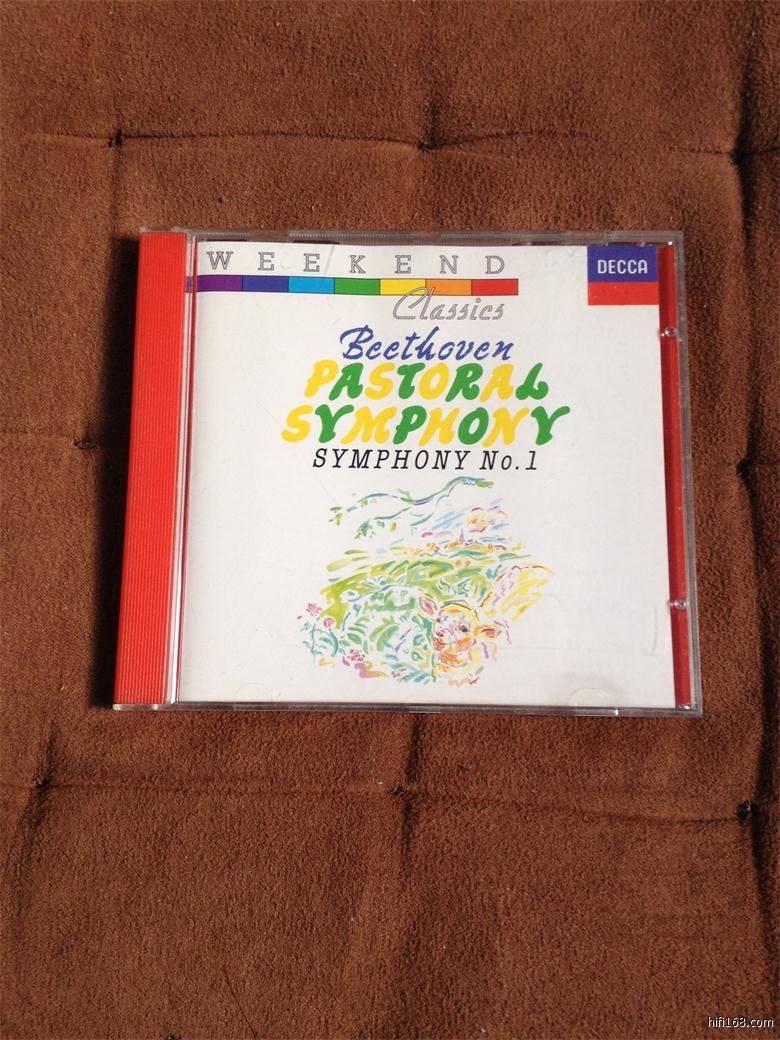 WEEKEND
DECCA
Classics
Beethoven
PASTORAL
SYMPHONY
SYMPHONY No.1
hifi168.com